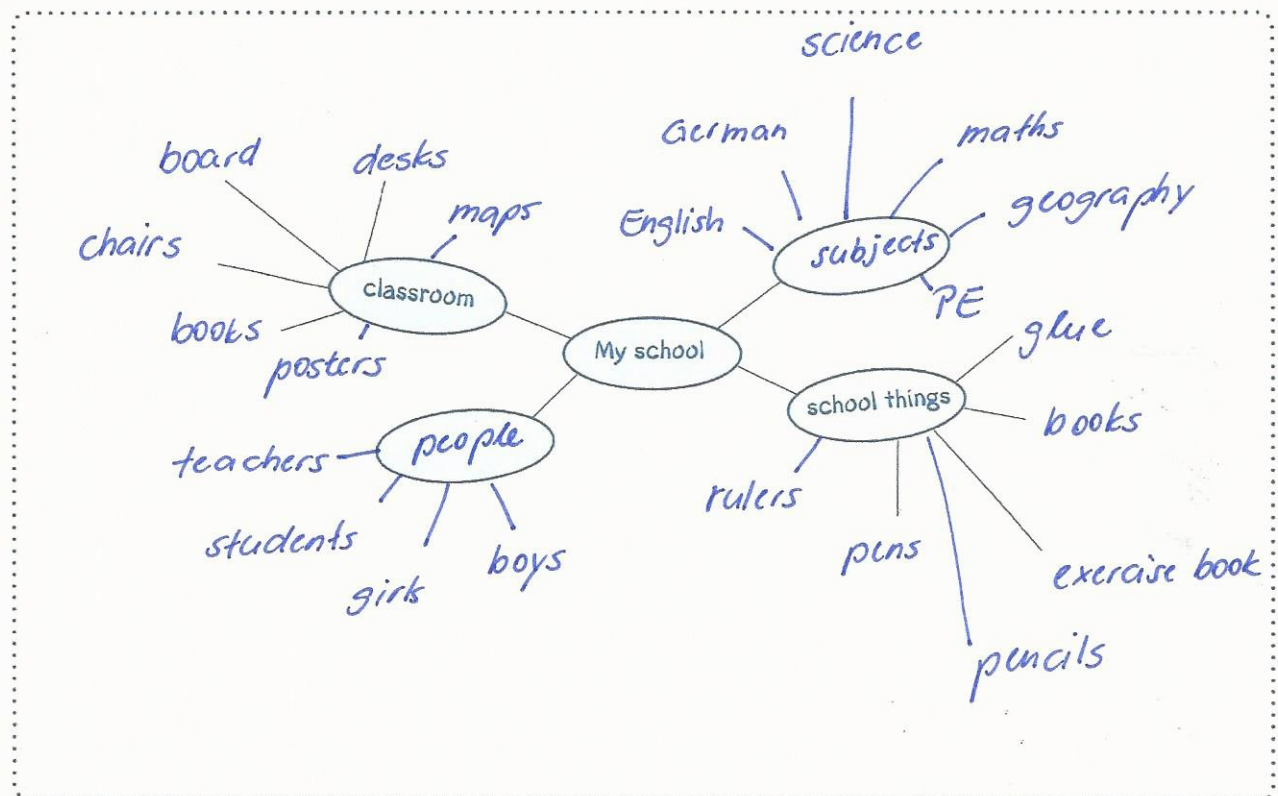 science
German
maths
board
desks
English
geography
maps
subjects
chairs
classroom
PE
books
posters
My school
glue
school things
books
people
teachers
rulers
students
pens
boys
girls
exercise book
pencils